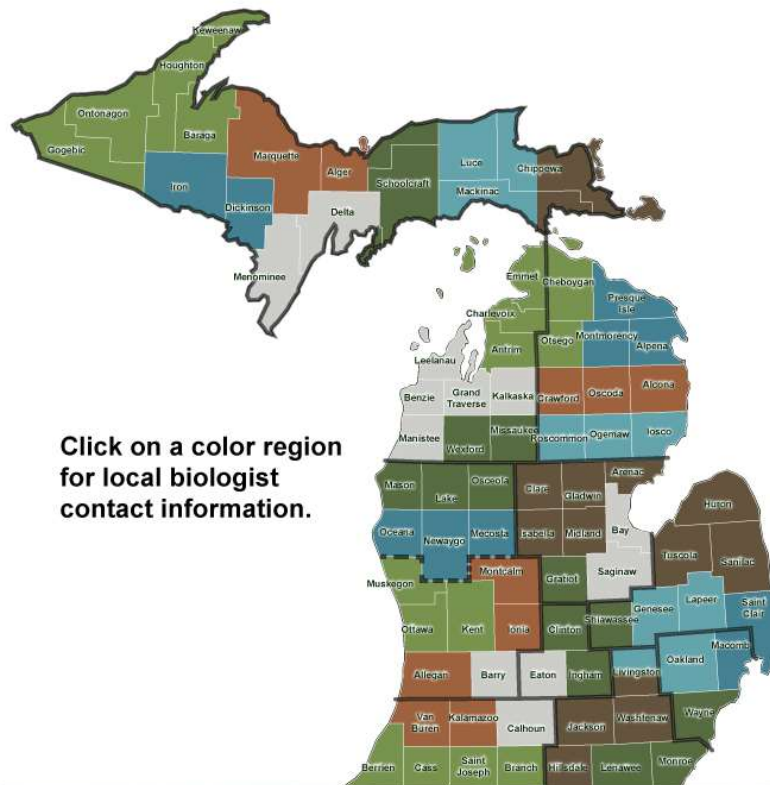 Keweenaw
Houghton
Ontonagon
Baraga
Gogebic
Marquette
Alger
Iron
Dickinson
Delta
Menominee
Schoolcraft
Luce
Chippewa
Mackinac
Emmet
Cheboygan
Presque
Isle
Charlevoix
Otsego
Montmorency
Alpena
Antrim
Leelanau
Benzie
Grand
Traverse
Kalkaska
Crawford
Oscoda
Alcona
Manistee
Wexford
Missaukee
Roscommon
Ogemaw
Iosco
Click on a color region
for local biologist
contact information.
Mason
Lake
Osceola
Clare
Gladwin
Arenac
Huron
Oceana
Newaygo
Mecosta
Isabella
Midland
Bay
Tuscola
Sanilac
Muskegon
Montcalm
Gratiot
Saginaw
Genesee
Lapeer
Saint
Clair
Ottawa
Kent
Ionia
Clinton
Shiawassee
Oakland
Macomb
Allegan
Barry
Eaton
Ingham
Livingston
Van
Buren
Kalamazoo
Calhoun
Jackson
Washtenaw
Wayne
Berrien
Cass
Saint
Joseph
Branch
Hillsdale
Lenawee
Monroe